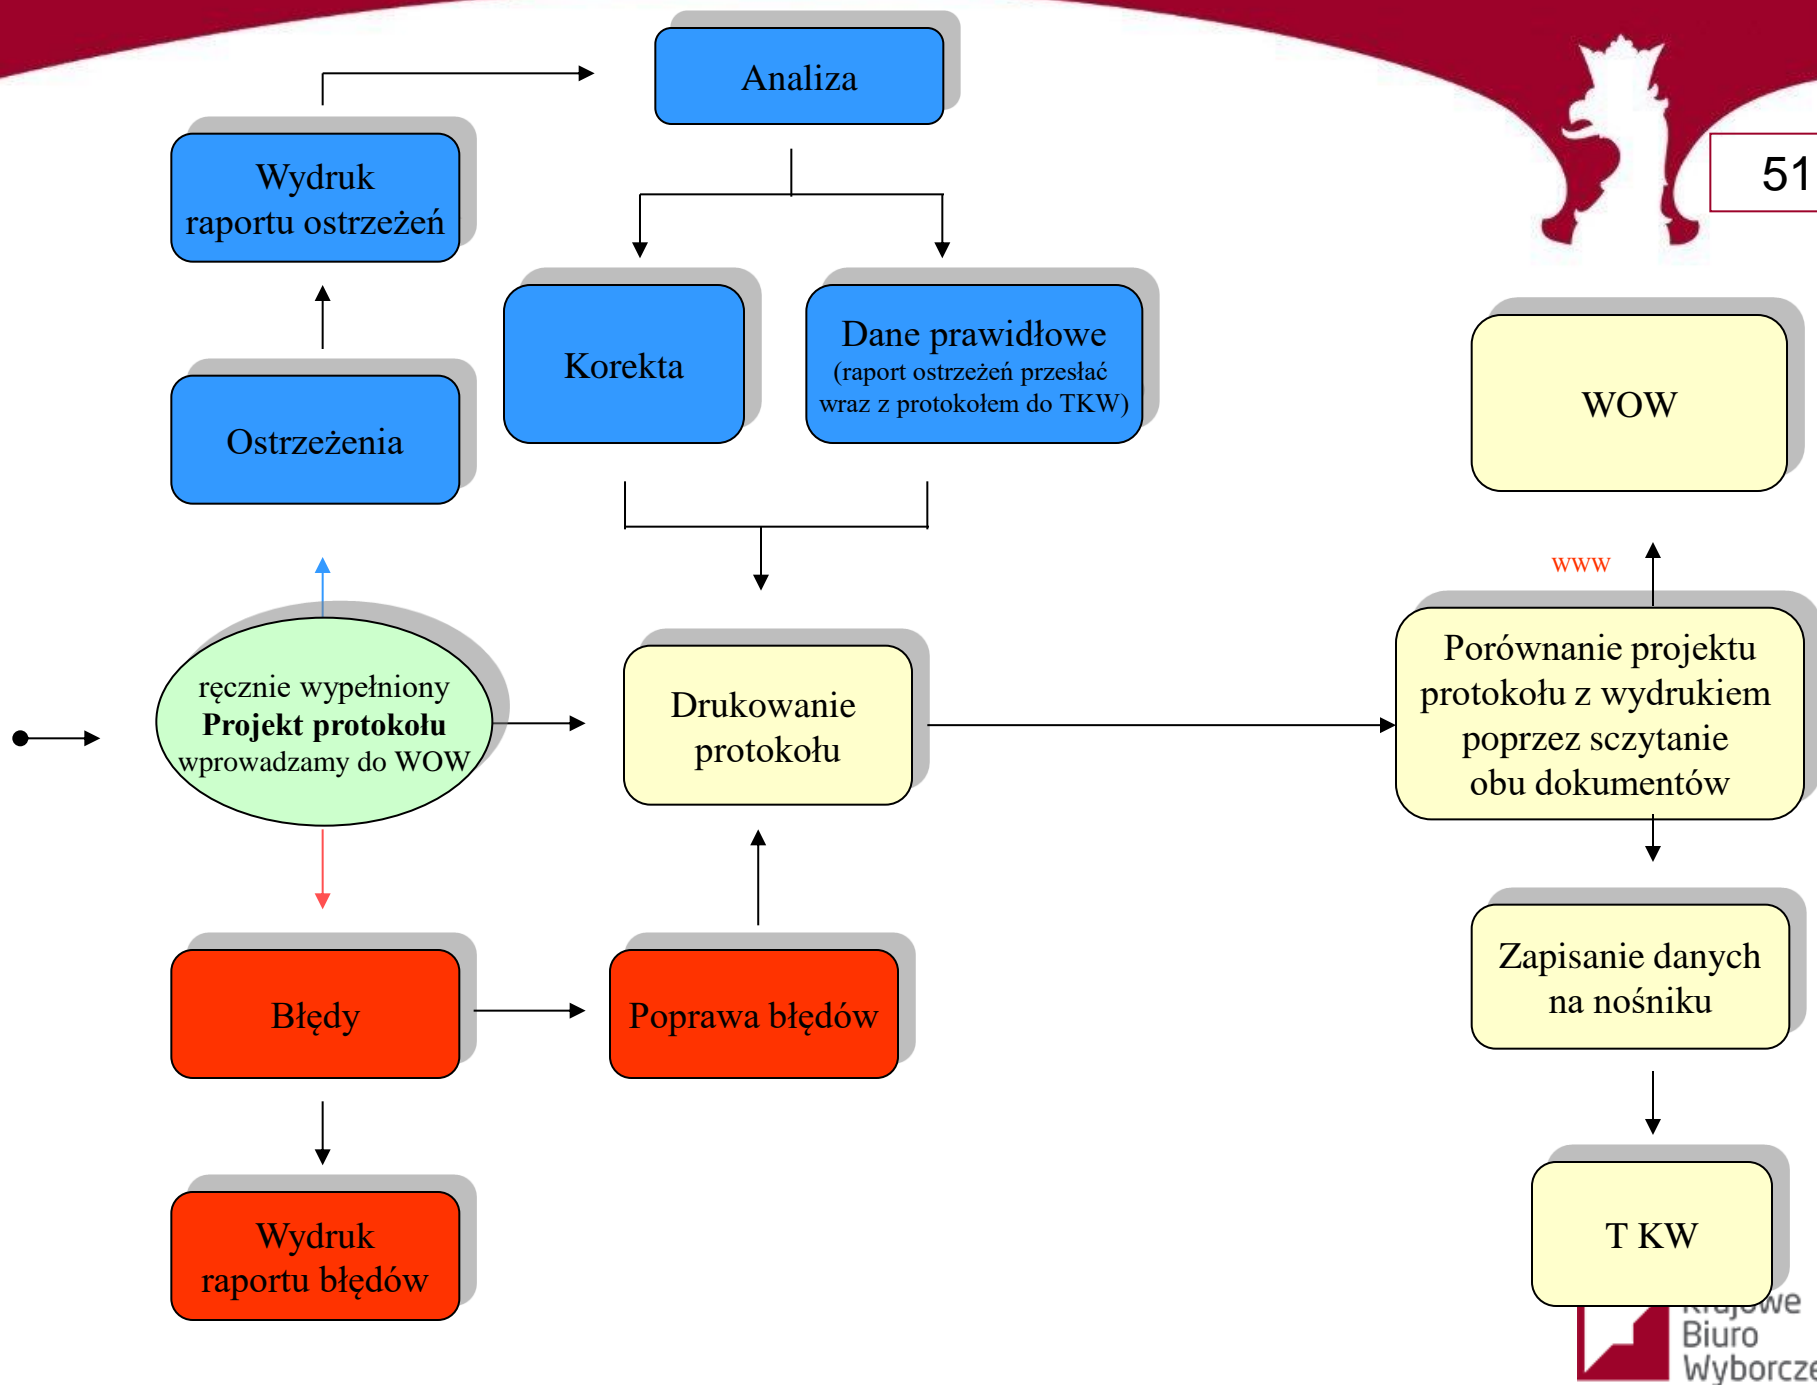 Analiza
51
Wydruk
raportu ostrzeżeń
Korekta
Dane prawidłowe
(raport ostrzeżeń przesłać
wraz z protokołem do TKW)
Ostrzeżenia
WOW
www
ręcznie wypełniony
Projekt protokołu
wprowadzamy do WOW
Drukowanie
protokołu
Porównanie projektu
protokołu z wydrukiem
poprzez sczytanie
obu dokumentów
Błędy
Poprawa błędów
Zapisanie danych
na nośniku
Wydruk
raportu błędów
T KW
Krajowe
Biuro
Wyborcze